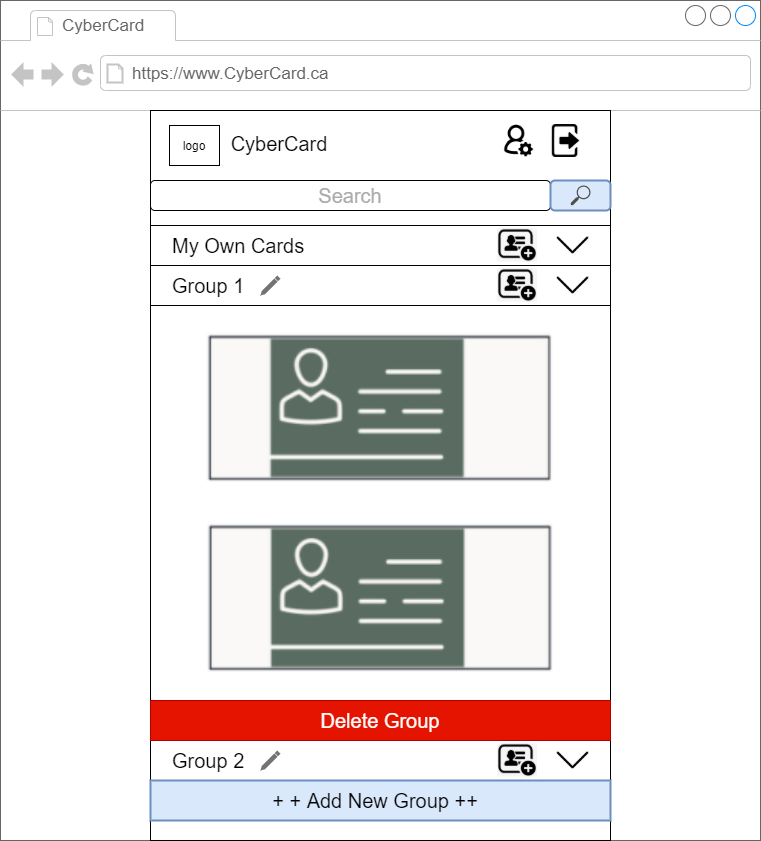 CyberCard
https://www.CyberCard.ca
logo
CyberCard
Search
My Own Cards
Group 1
Delete Group
Group 2
+ + Add New Group ++